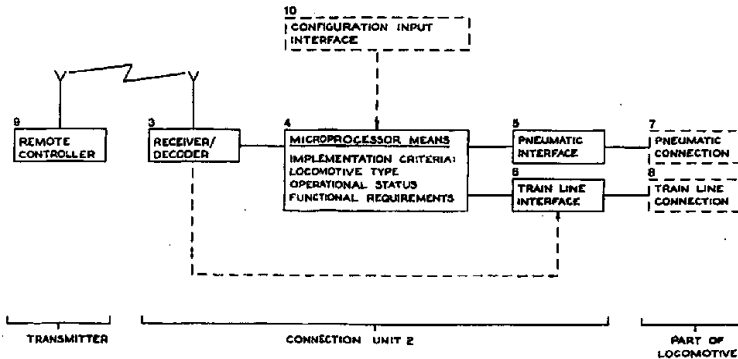 10
CONFIGURATION INPUT
INTERFACE
9
REMOTE
CONTROLLER
3
RECEIVER/
DECODER
4
MICROPROCESSOR MEANS
IMPLEMENTATION CRITERIA:
LOCOMOTIVE TYPE
OPERATIONAL STATUS
FUNCTIONAL REQUIREMENTS
5
PNEUMATIC
INTERFACE
6
TRAIN LINE
INTERFACE
7
PNEUMATIC
CONNECTION
8
TRAIN LINE
CONNECTION
TRANSMITTER
CONNECTION UNIT 2
PART OF
LOCOMOTIVE